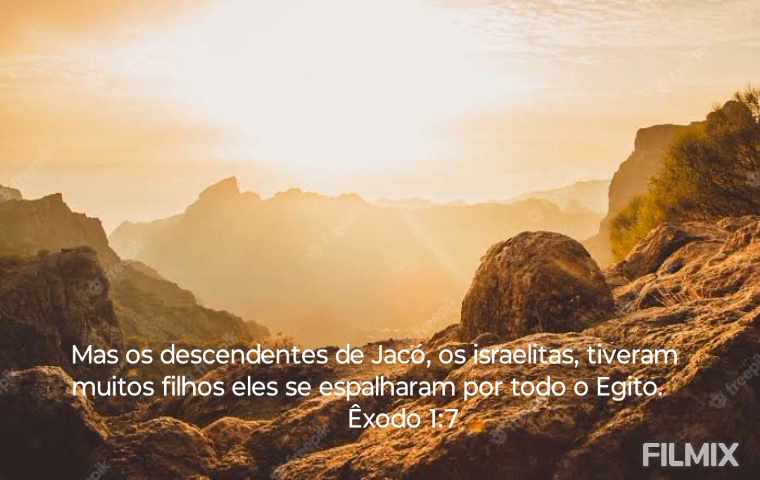 Mas os descendentes de Jacó, os israelitas, tiveram
muitos filhos eles se espalharam por todo o Egito.
Êxodo 1:7
FILMIX
freepik